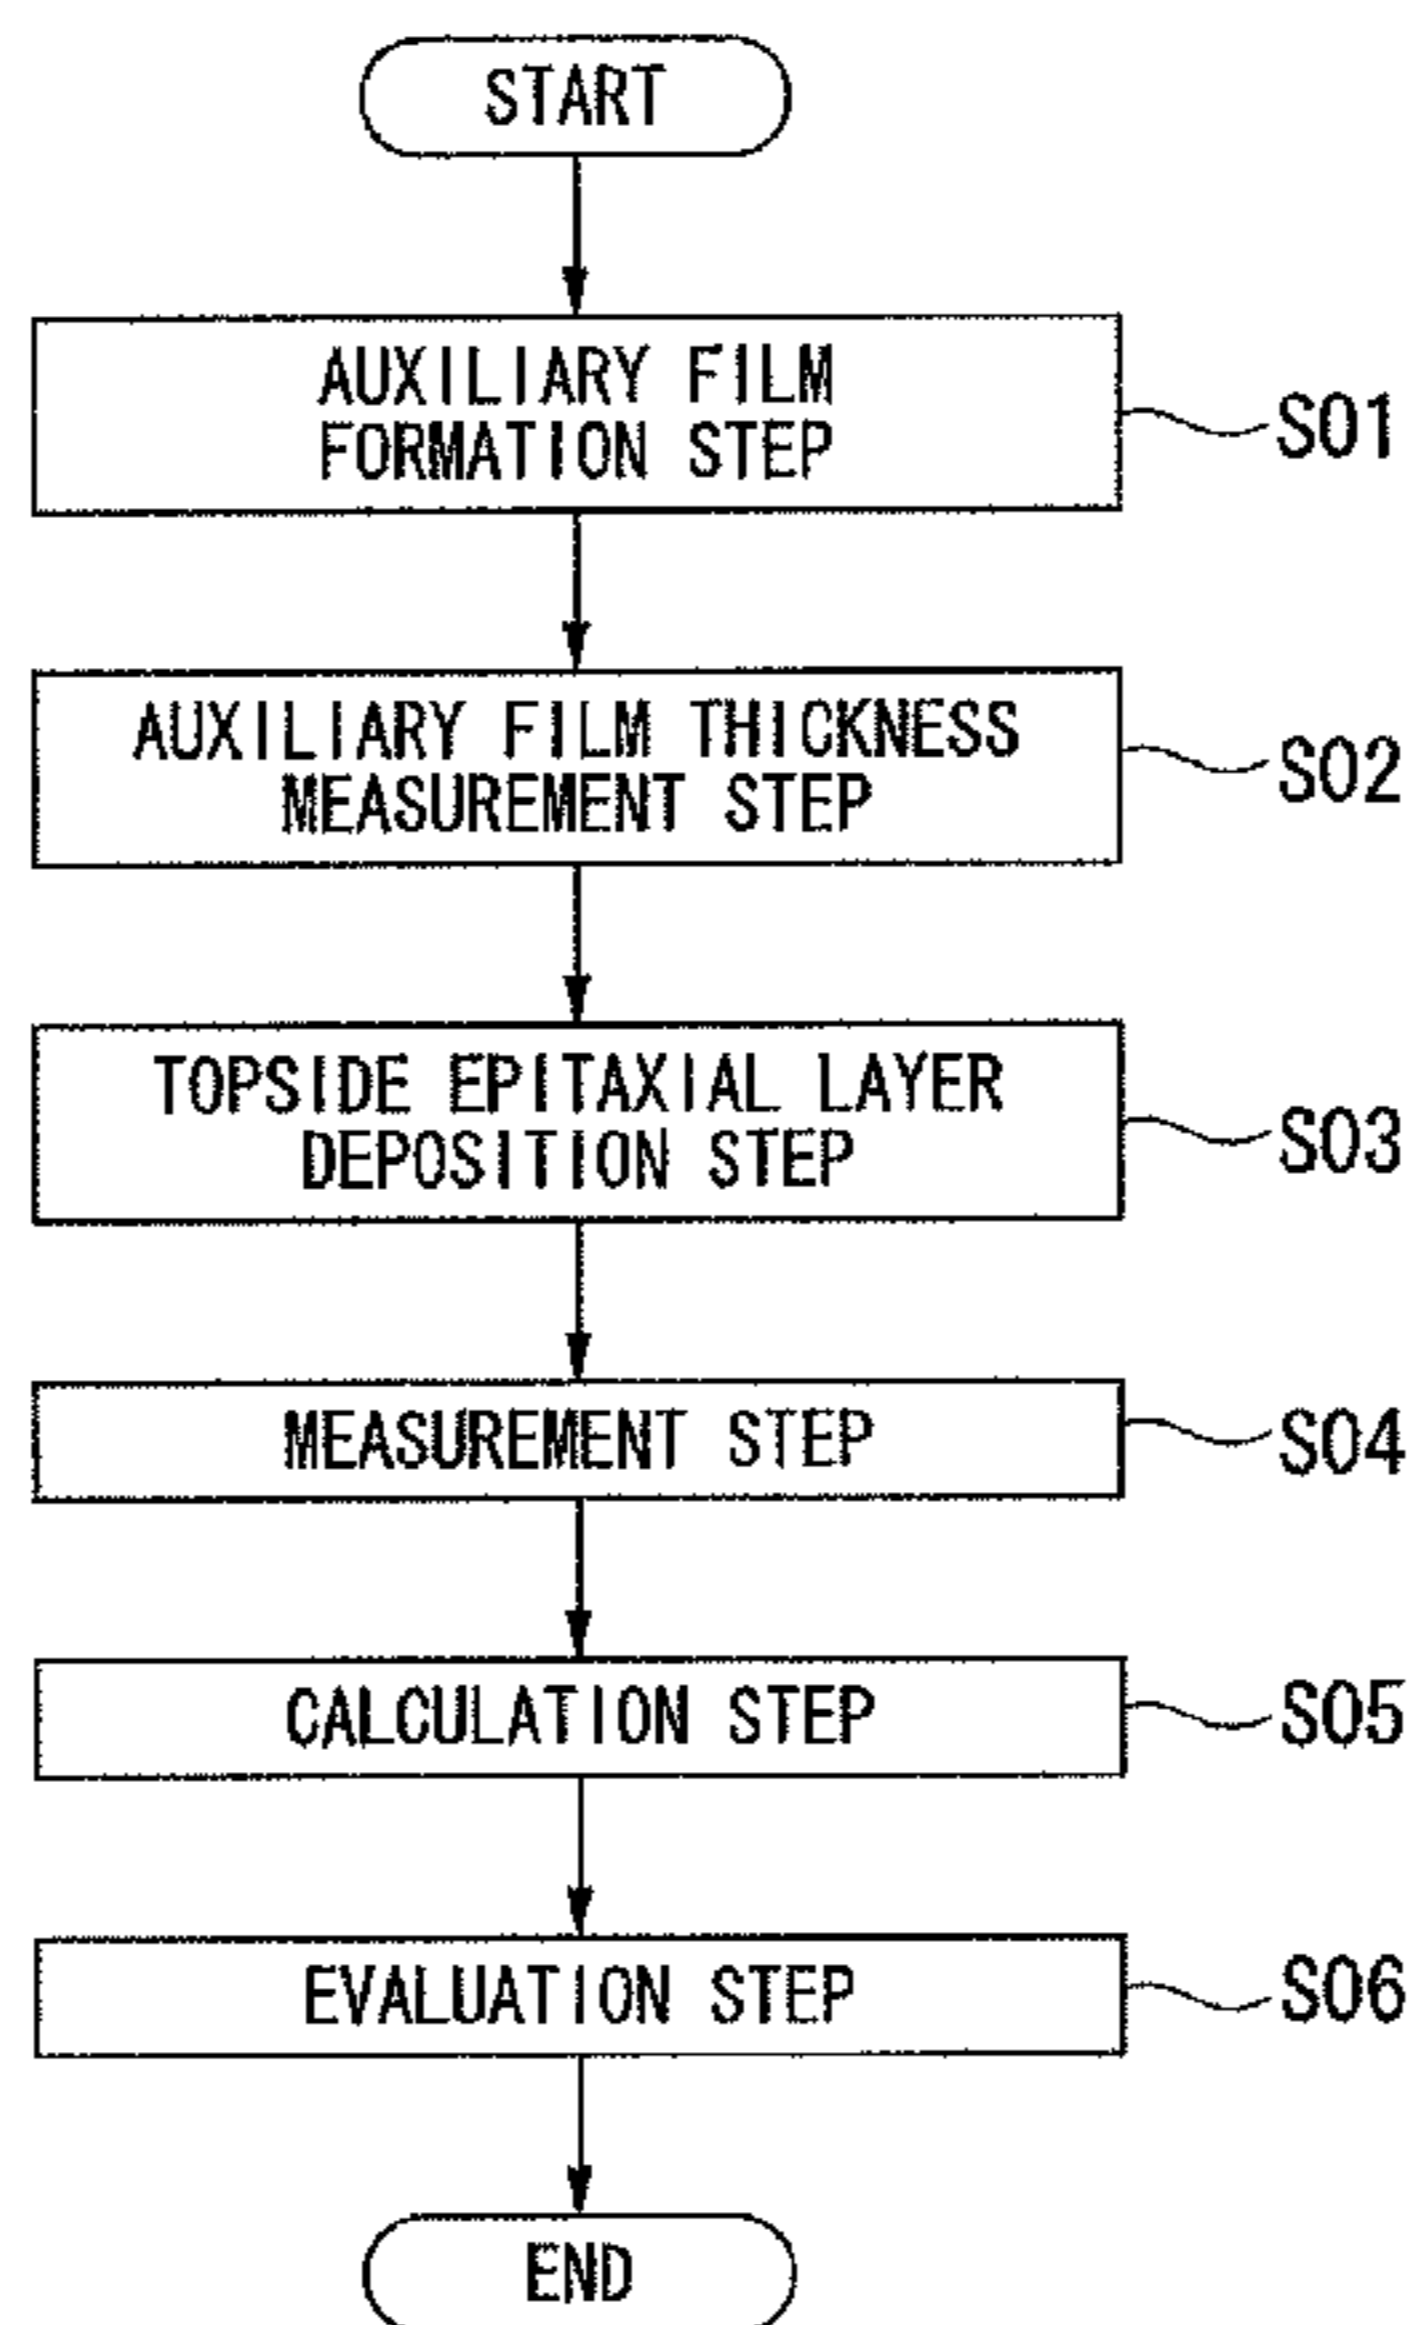 START
AUXILIARY FILM
FORMATION STEP
S01
AUXILIARY FILM THICKNESS
MEASUREMENT STEP
S02
TOPSIDE EPITAXIAL LAYER
DEPOSITION STEP
S03
MEASUREMENT STEP
S04
CALCULATION STEP
S05
EVALUATION STEP
S06
END